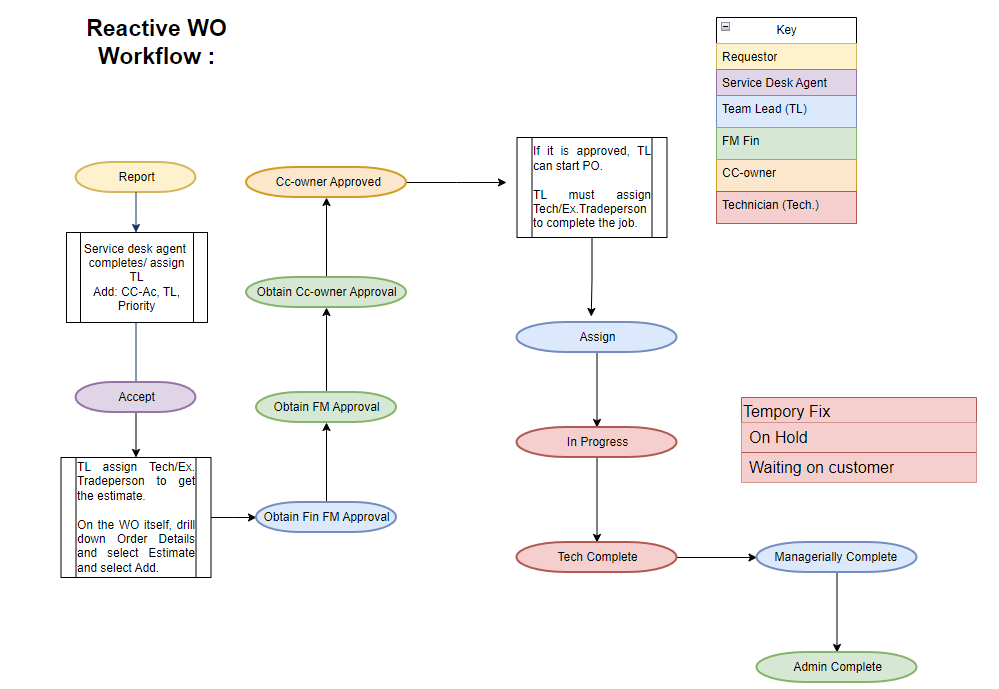 Reactive WO
Workflow :
Key
Requestor
Service Desk Agent
Team Lead (TL)
FM Fin
CC-owner
Technician (Tech.)
Report
Service desk agent
completes/ assign
TL
Add: CC-Ac, TL,
Priority
Accept
TL assign Tech/Ex.
Tradeperson to get
the estimate.
On the WO itself, drill
down Order Details
and select Estimate
and select Add.
Obtain Fin FM Approval
Obtain FM Approval
Obtain Cc-owner Approval
Cc-owner Approved
If it is approved, TL
can start PO.
TL must assign
Tech/Ex.Tradeperson
to complete the job.
Assign
In Progress
Tech Complete
Managerially Complete
Admin Complete
Tempory Fix
On Hold
Waiting on customer